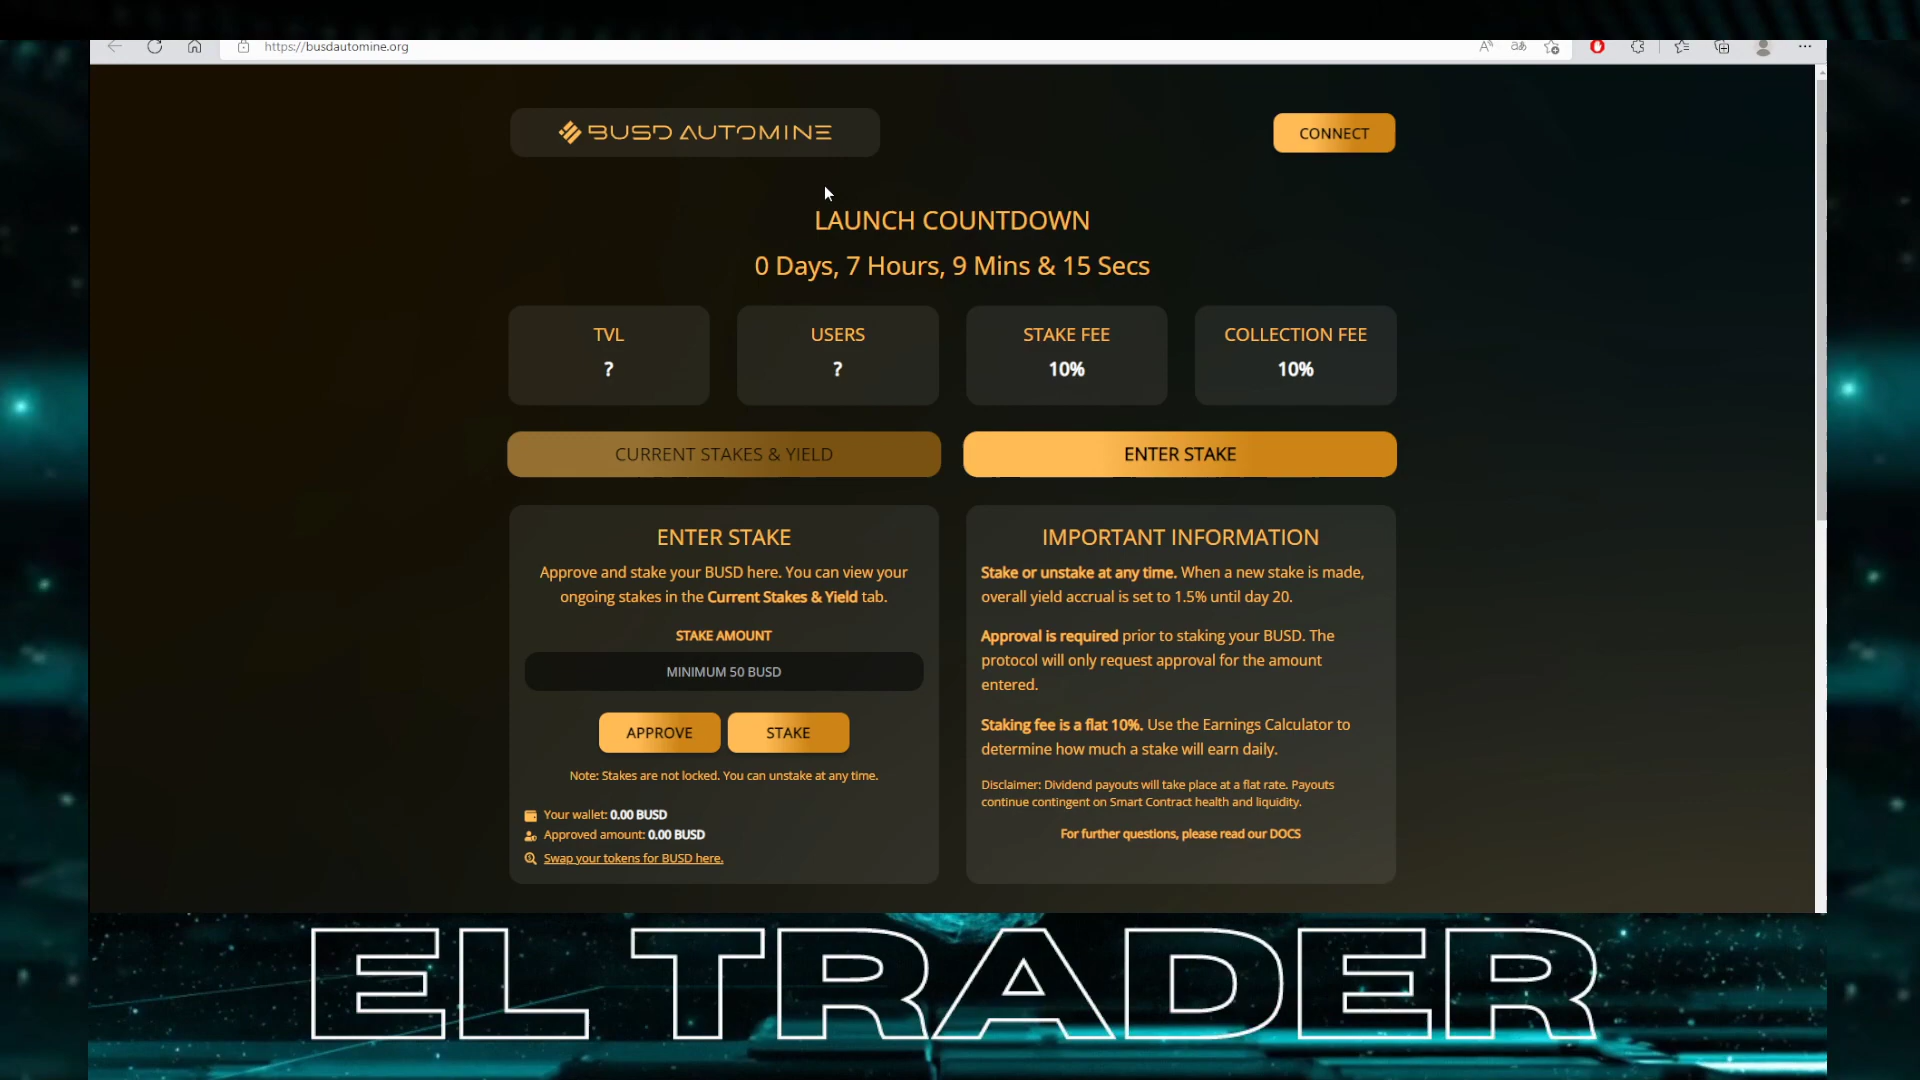 https://busdautomine.org
BUSD AUTOMINE
CONNECT
LAUNCH COUNTDOWN
0 Days, 7 Hours, 9 Mins & 15 Secs
TVL
?
USERS
?
STAKE FEE
10%
COLLECTION FEE
10%
CURRENT STAKES & YIELD
ENTER STAKE
ENTER STAKE
Approve and stake your BUSD here. You can view your
ongoing stakes in the Current Stakes & Yield tab.
STAKE AMOUNT
MINIMUM 50 BUSD
APPROVE
STAKE
Note: Stakes are not locked. You can unstake at any time.
Your wallet: 0.00 BUSD
Approved amount: 0.00 BUSD
Swap your tokens for BUSD here.
IMPORTANT INFORMATION
Stake or unstake at any time. When a new stake is made,
overall yield accrual is set to 1.5% until day 20.
Approval is required prior to staking your BUSD. The
protocol will only request approval for the amount
entered.
Staking fee is a flat 10%. Use the Earnings Calculator to
determine how much a stake will earn daily.
Disclaimer: Dividend payouts will take place at a flat rate. Payouts
continue contingent on Smart Contract health and liquidity.
For further questions, please read our DOCS
EL TRADER